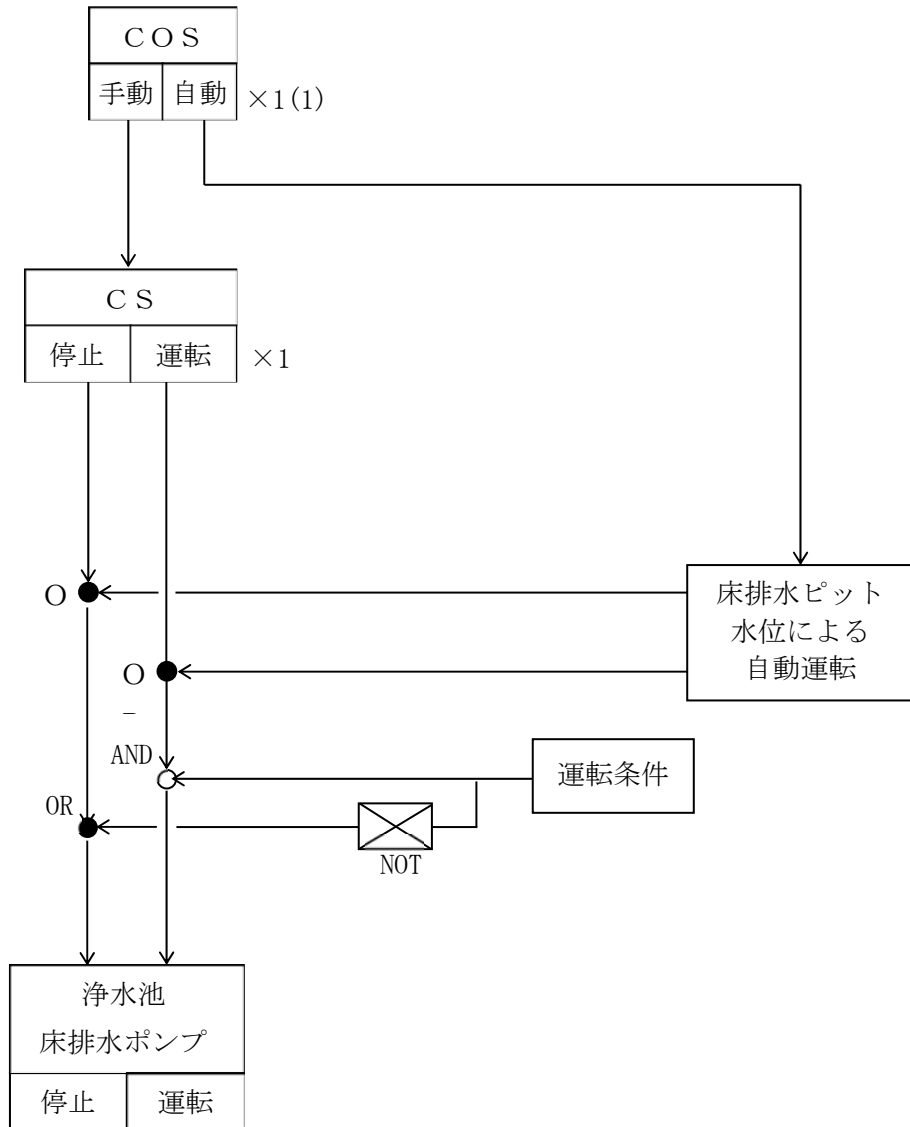 ＣＯＳ
手動 自動 ×1(1)
ＣＳ
停止 運転 ×1
O
床排水ピット
水位による
自動運転
O
AND
運転条件
OR
NOT
浄水池
床排水ポンプ
停止 運転